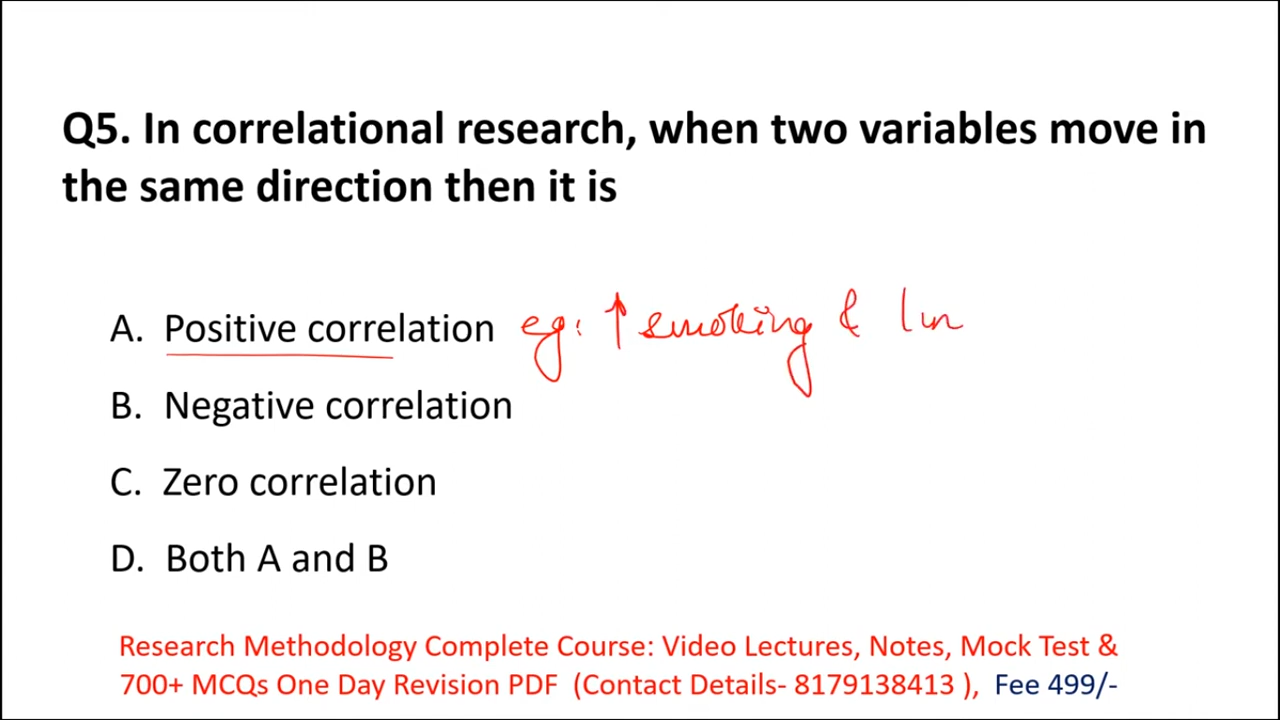 Q5. In correlational research, when two variables move in
the same direction then it is
A. Positive correlation eg: ↑ smoking &
B. Negative correlation
C. Zero correlation
D. Both A and B
Research Methodology Complete Course: Video Lectures, Notes, Mock Test &
700+ MCQs One Day Revision PDF (Contact Details- 8179138413 ), Fee 499/-